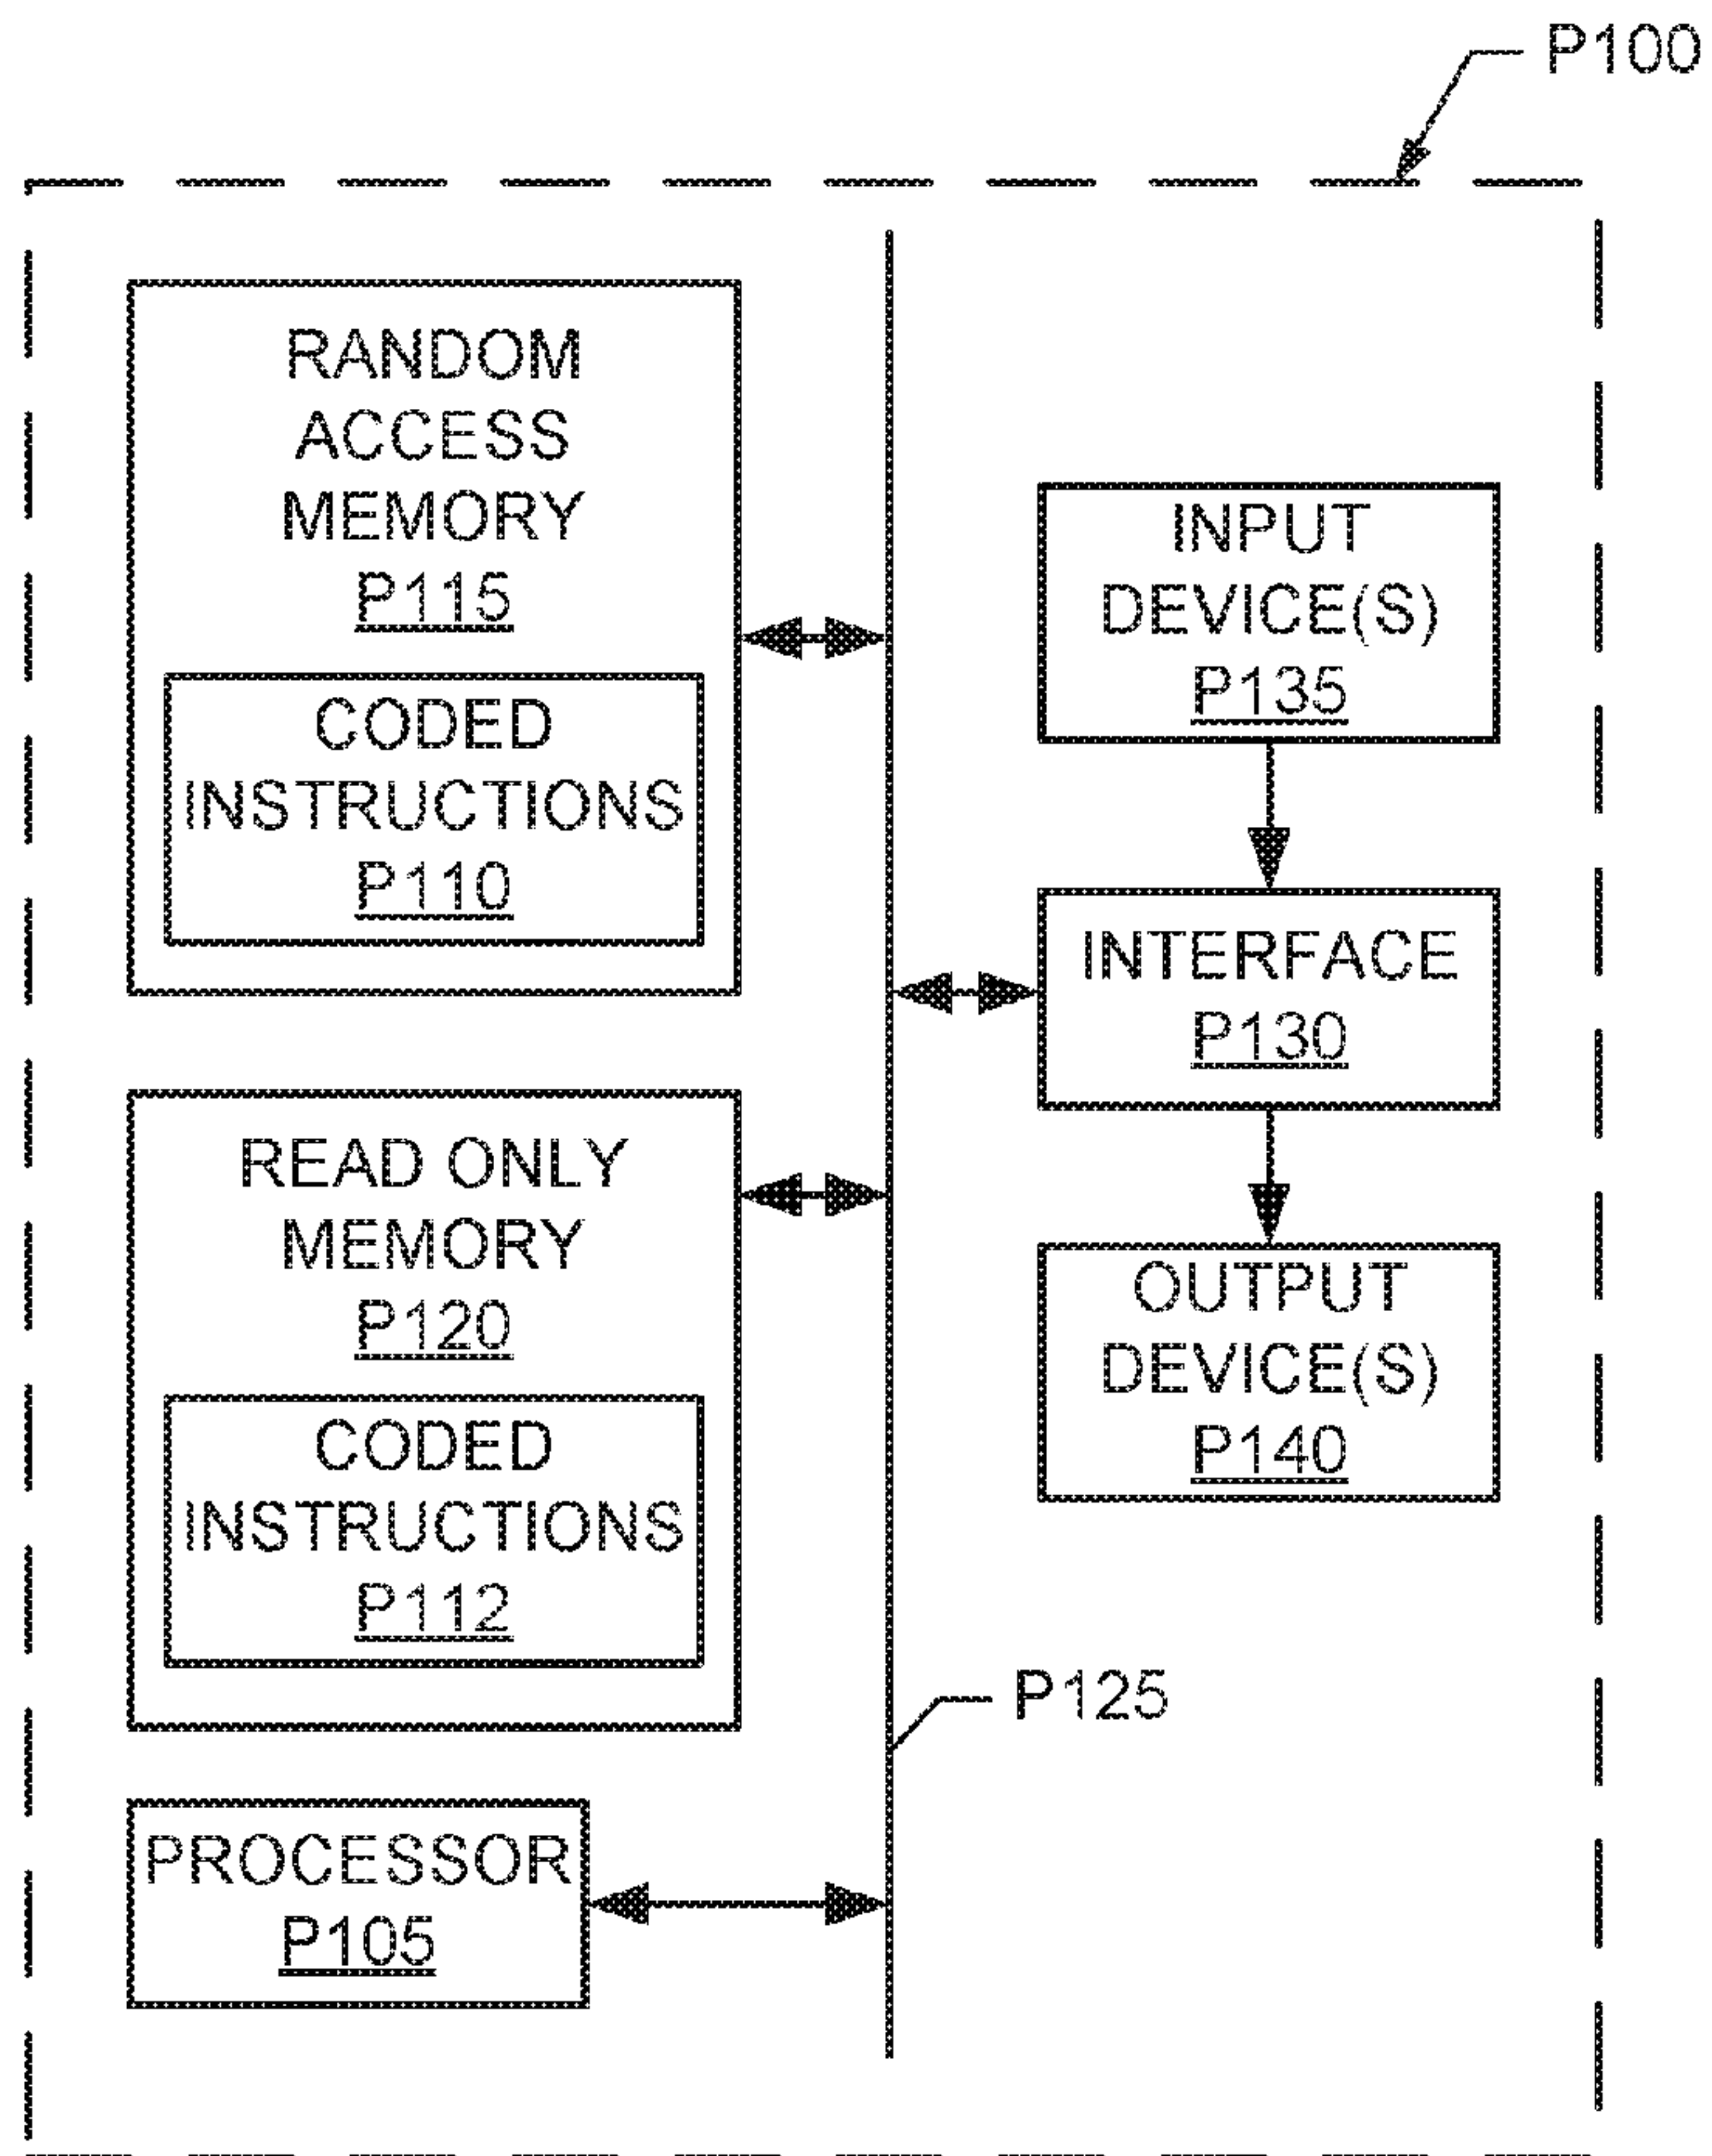 P100
RANDOM
ACCESS
MEMORY
P115
CODED
INSTRUCTIONS
P110
READ ONLY
MEMORY
P120
CODED
INSTRUCTIONS
P112
PROCESSOR
P105
INPUT
DEVICE(S)
P135
INTERFACE
P130
OUTPUT
DEVICE(S)
P140
P125